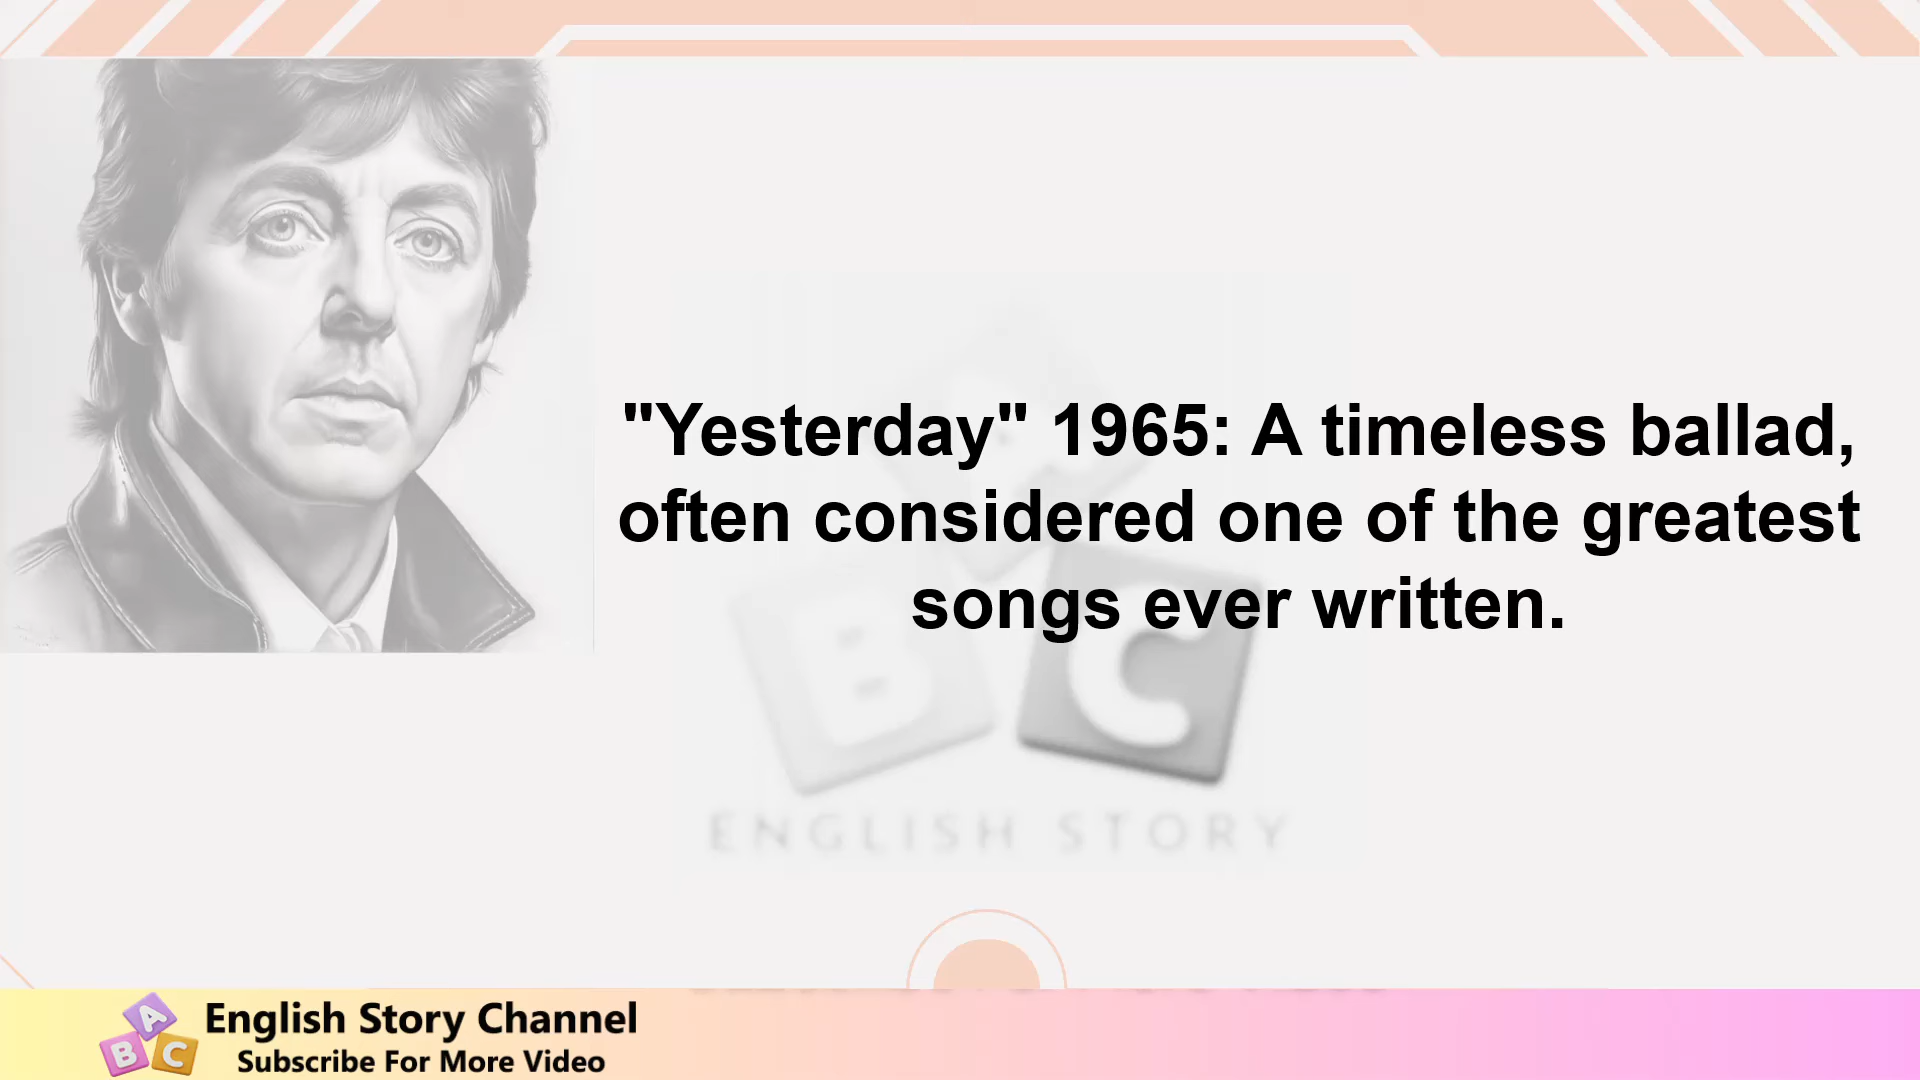 "Yesterday" 1965: A timeless ballad,
often considered one of the greatest
songs ever written.
B
C
ENGLISH STORY
A
B
C
English Story Channel
Subscribe For More Video